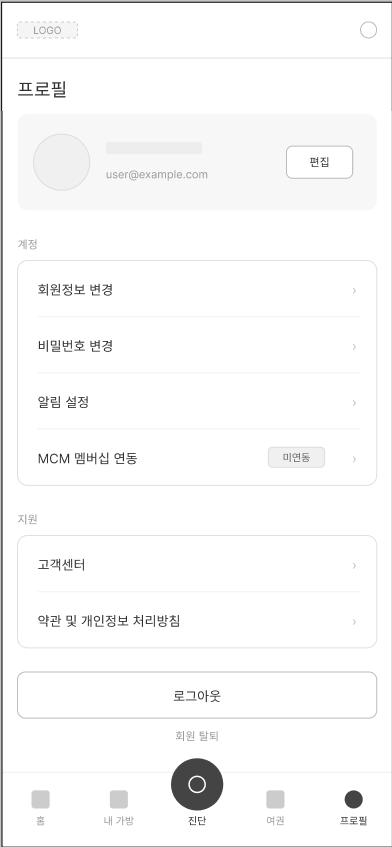 LOGO
프로필
user@example.com
편집
계정
회원정보 변경
비밀번호 변경
알림 설정
MCM 멤버십 연동
미연동
지원
고객센터
약관 및 개인정보 처리방침
로그아웃
회원 탈퇴
홈
내 가방
진단
여권
프로필